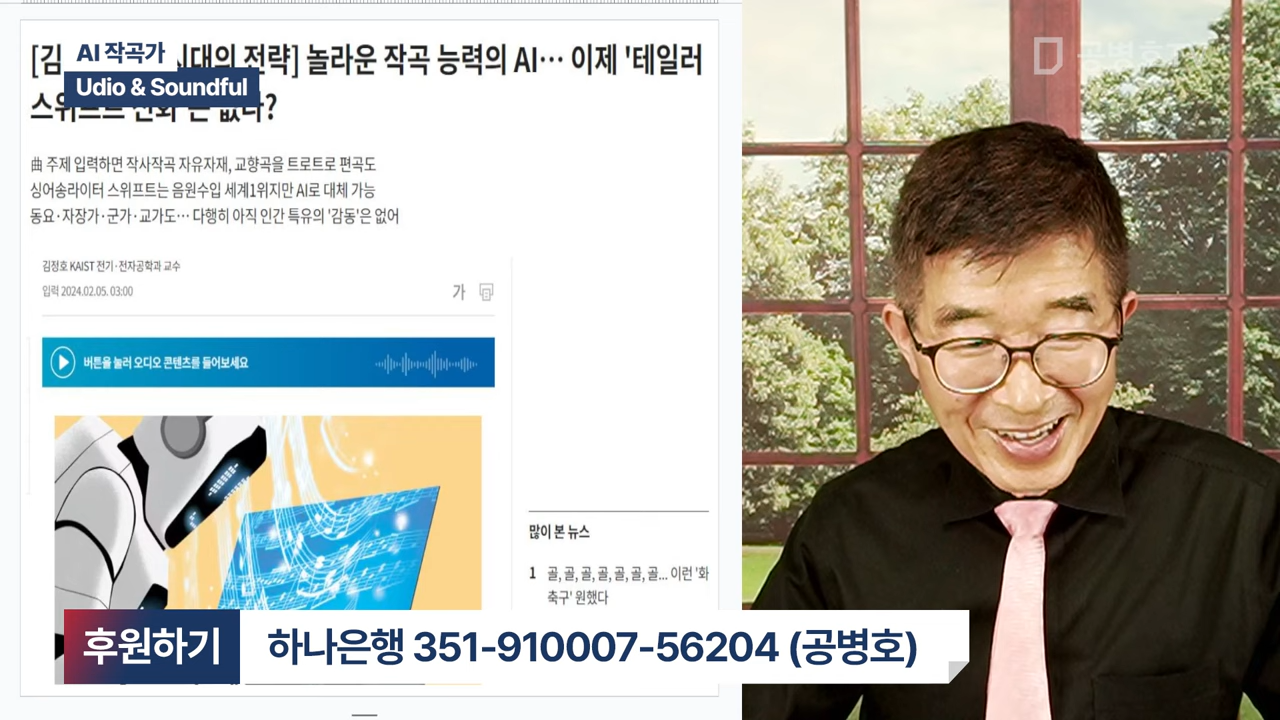 AI 작곡가
Udio & Soundful
[김 시대의 전략] 놀라운 작곡 능력의 AI… 이제 '테일러
스위프트 신화'는 없다?
曲 주제 입력하면 작사작곡 자유자재, 교향곡을 트로트로 편곡도
싱어송라이터 스위프트는 음원수입 세계1위지만 AI로 대체 가능
동요·자장가·군가·교가도… 다행히 아직 인간 특유의 '감동'은 없어
김정호 KAIST 전기·전자공학과 교수
입력 2024.02.05. 03:00
가
버튼을 눌러 오디오 콘텐츠를 들어보세요
많이 본 뉴스
1 골, 골, 골, 골, 골, 골, 골... 이런 '화
축구' 원했다
후원하기
하나은행 351-910007-56204 (공병호)
공병호